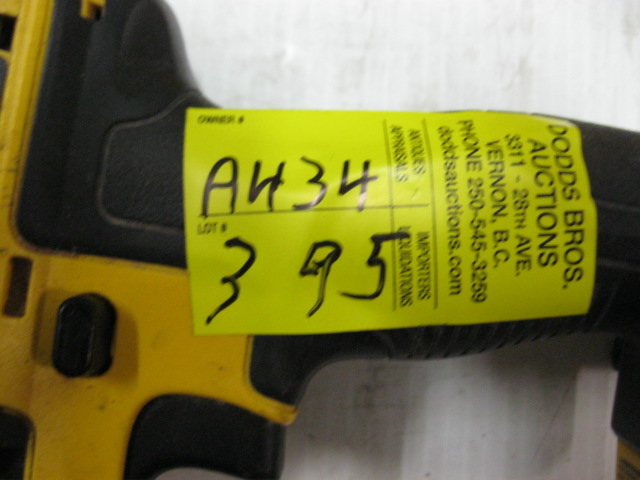 OWNER #
A434
LOT #
395
ANTIQUES
APPRAISALS
IMPORTERS
LIQUIDATIONS
DODDS BROS.
AUCTIONS
3311 - 28TH AVE.
VERNON, B.C.
PHONE 250-545-3259
doddsauctions.com